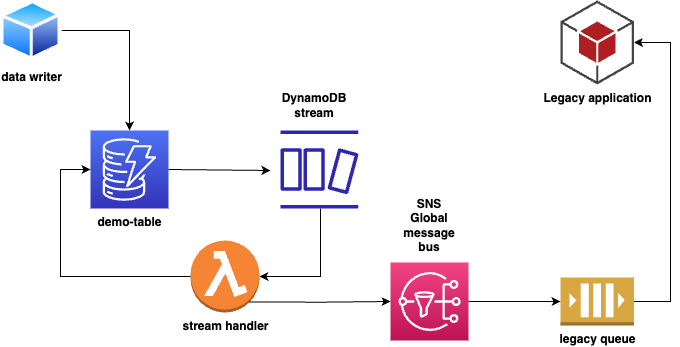 data writer
DynamoDB
stream
Legacy application
demo-table
SNS
Global
message
bus
stream handler
legacy queue